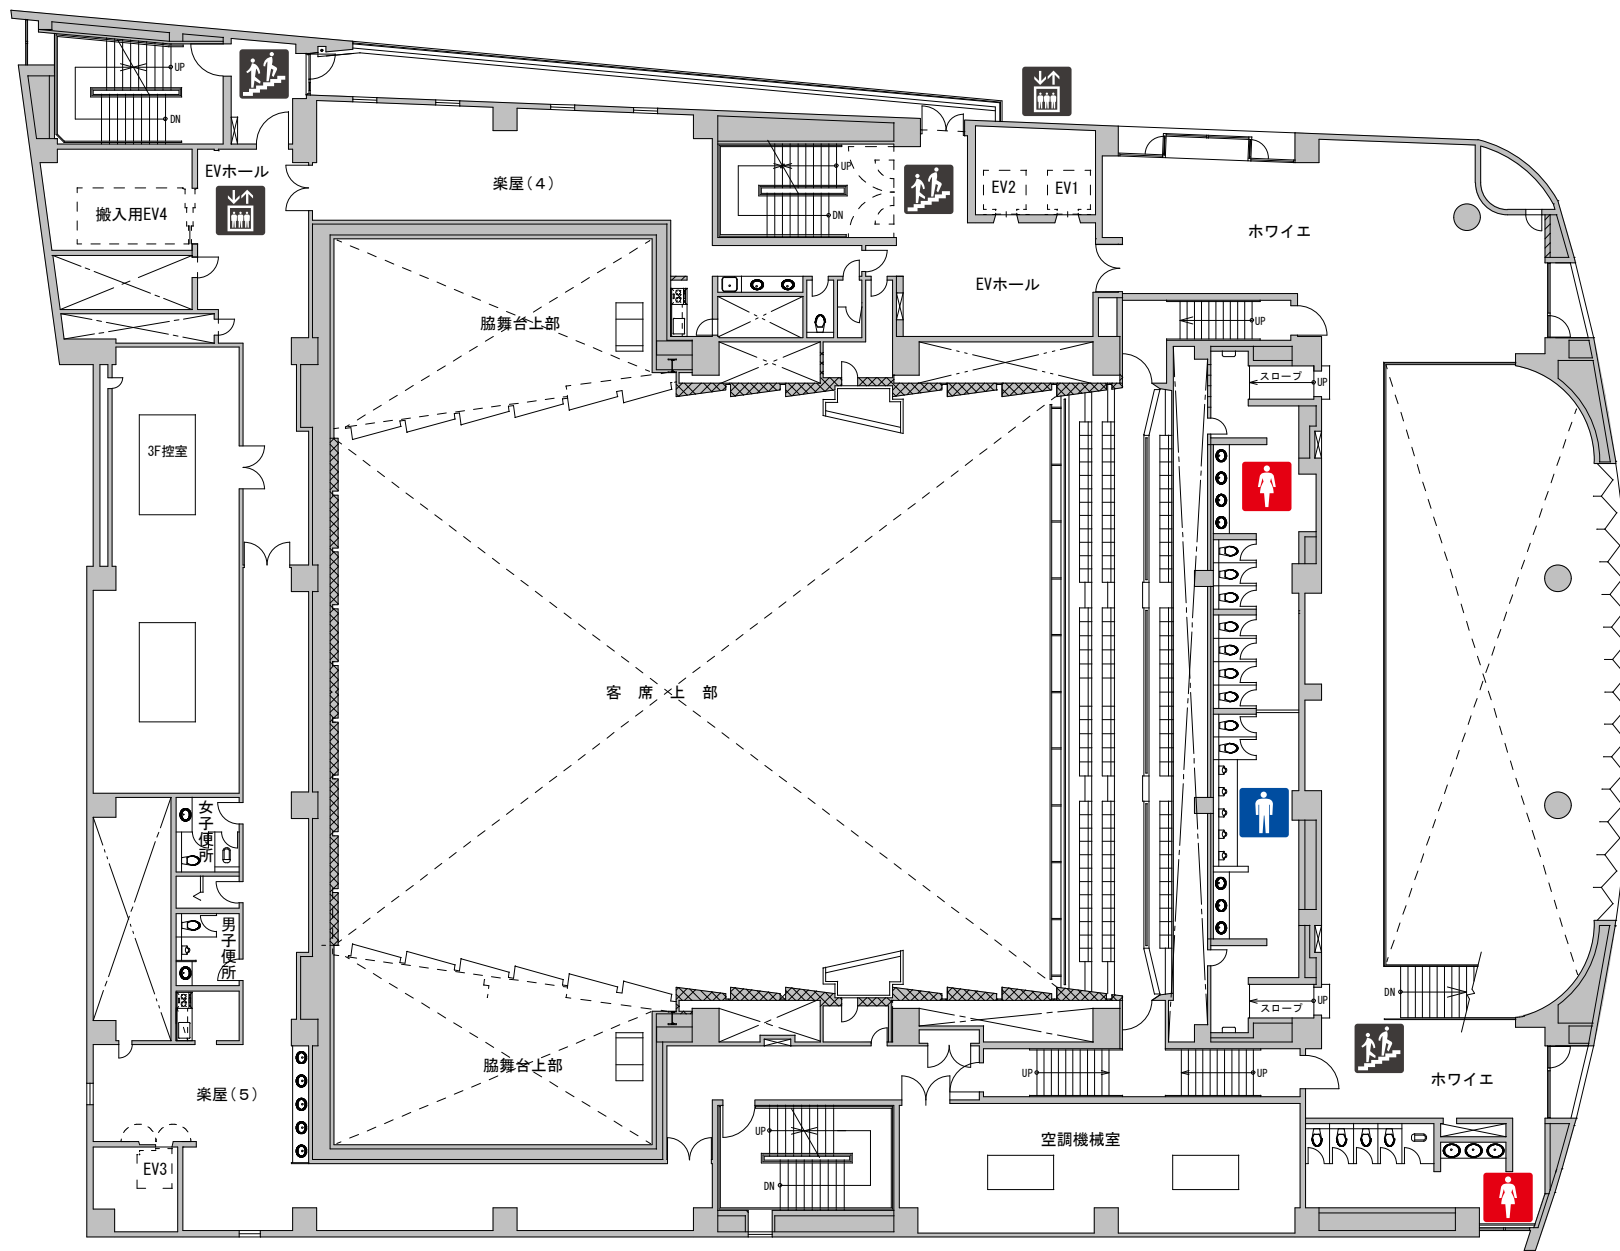 UP
DN
EVホール
搬入用EV4
楽屋(4)
UP
DN
EV2
EV1
ホワイエ
EVホール
脇舞台上部
UP
スロープ
UP
3F控室
客席上部
女子便所
男子便所
DN
スロープ
UP
脇舞台上部
楽屋(5)
UP
UP
ホワイエ
UP
DN
空調機械室
EV3